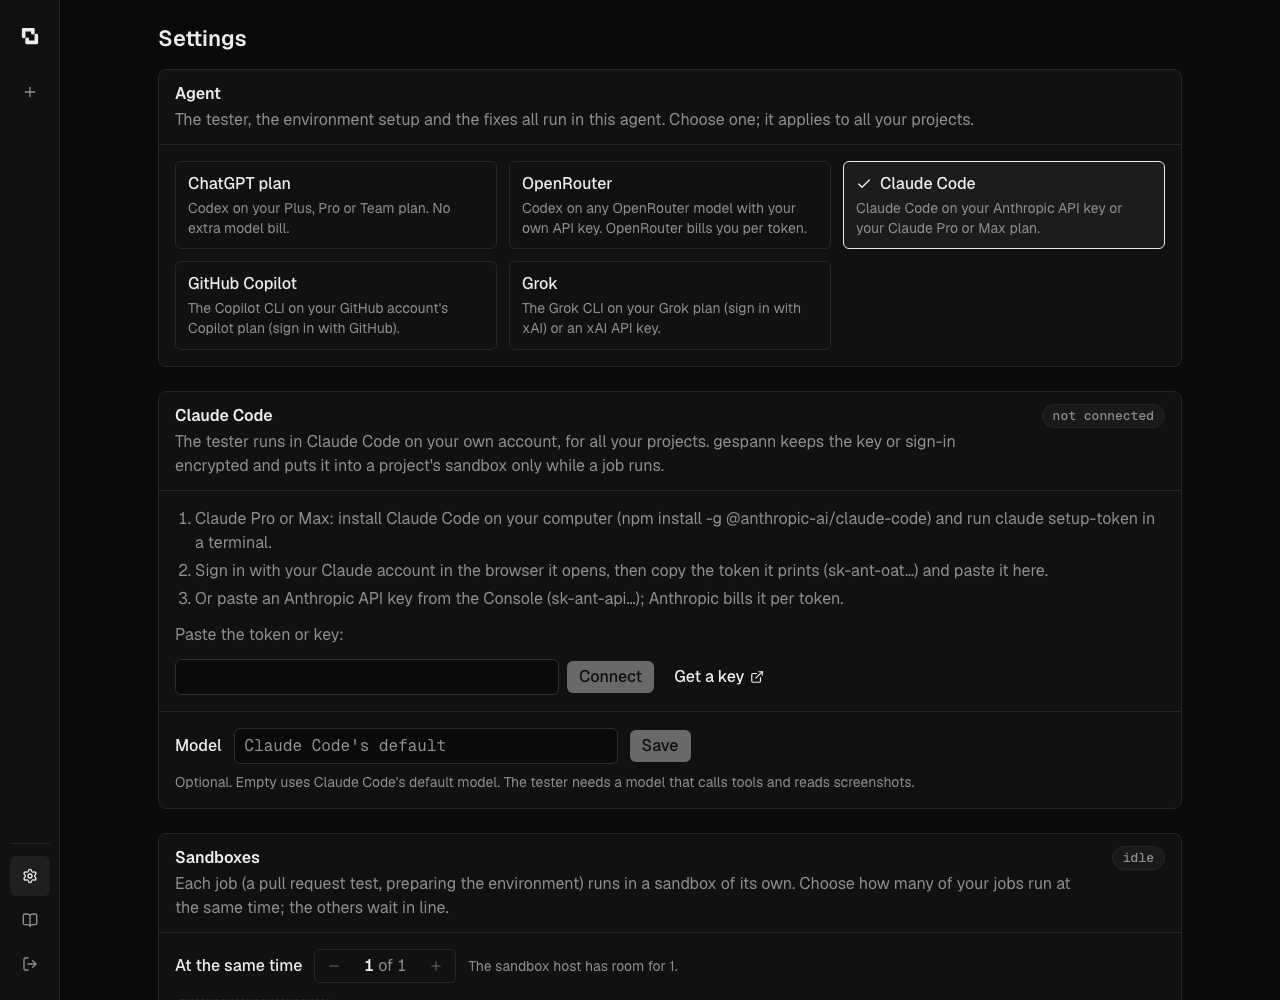 Settings
Agent
The tester, the environment setup and the fixes all run in this agent. Choose one; it applies to all your projects.
ChatGPT plan
Codex on your Plus, Pro or Team plan. No
extra model bill.
OpenRouter
Codex on any OpenRouter model with your
own API key. OpenRouter bills you per token.
Claude Code
Claude Code on your Anthropic API key or
your Claude Pro or Max plan.
GitHub Copilot
The Copilot CLI on your GitHub account's
Copilot plan (sign in with GitHub).
Grok
The Grok CLI on your Grok plan (sign in with
xAI) or an xAI API key.
Claude Code
not connected
The tester runs in Claude Code on your own account, for all your projects. gespann keeps the key or sign-in
encrypted and puts it into a project's sandbox only while a job runs.
1. Claude Pro or Max: install Claude Code on your computer (npm install -g @anthropic-ai/claude-code) and run claude setup-token in
a terminal.
2. Sign in with your Claude account in the browser it opens, then copy the token it prints (sk-ant-oat…) and paste it here.
3. Or paste an Anthropic API key from the Console (sk-ant-api…); Anthropic bills it per token.
Paste the token or key:
Connect
Get a key
Model
Claude Code's default
Save
Optional. Empty uses Claude Code's default model. The tester needs a model that calls tools and reads screenshots.
Sandboxes
idle
Each job (a pull request test, preparing the environment) runs in a sandbox of its own. Choose how many of your jobs run at
the same time; the others wait in line.
At the same time
1 of 1
The sandbox host has room for 1.